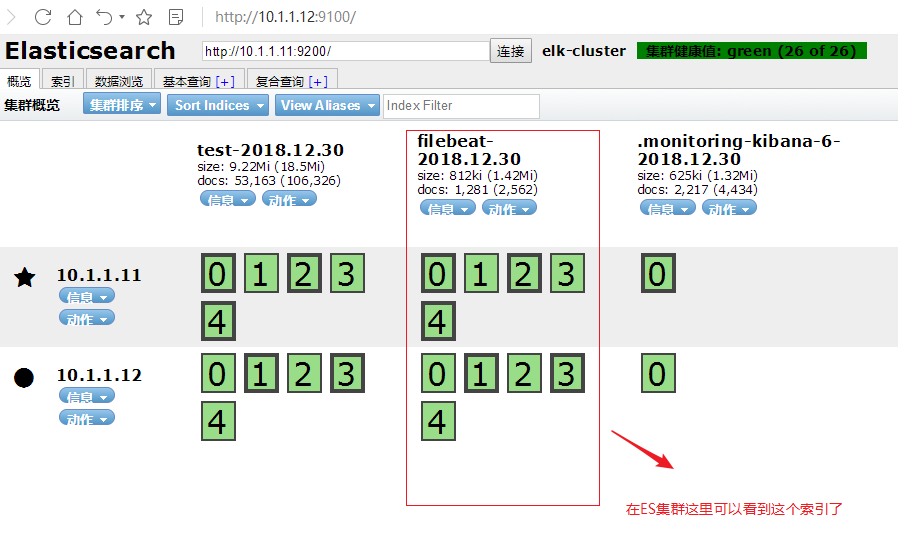 http://10.1.1.12:9100/
Elasticsearch
http://10.1.1.11:9200/
连接
elk-cluster
集群健康值: green (26 of 26)
概览 索引 数据浏览 基本查询 [+] 复合查询 [+]
集群概览 集群排序 Sort Indices View Aliases Index Filter
test-2018.12.30
size: 9.22Mi (18.5Mi)
docs: 53,163 (106,326)
信息 动作
filebeat-
2018.12.30
size: 812ki (1.42Mi)
docs: 1,281 (2,562)
信息 动作
.monitoring-kibana-6-
2018.12.30
size: 625ki (1.32Mi)
docs: 2,217 (4,434)
信息 动作
10.1.1.11
信息
动作
0 1 2 3
4
0 1 2 3
4
0
10.1.1.12
信息
动作
0 1 2 3
4
0 1 2 3
4
0
在ES集群这里可以看到这个索引了